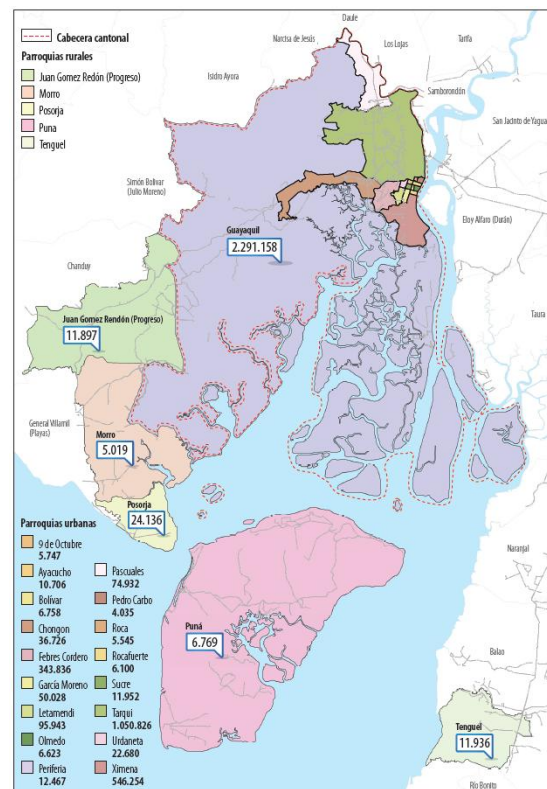 Cabecera cantonal
Parroquias rurales
Juan Gomez Redón (Progreso)
Morro
Posorja
Puna
Tenguel
Daule
Narcisa de Jesús
Los Lojas
Tarifa
Isidro Ayora
Samborondón
San Jacinto de Yagua
Simón Bolívar
(Julio Moreno)
Guayaquil
2.291.158
Eloy Alfaro (Durán)
Chanduy
Taura
Juan Gomez Rendón (Progreso)
11.897
General Villamil
(Playas)
Morro
5.019
Posorja
24.136
Naranjal
Puná
6.769
Balao
Tenguel
11.936
Río Bonito
Parroquias urbanas
9 de Octubre
5.747
Ayacucho
10.706
Bolívar
6.758
Chongon
36.726
Febres Cordero
343.836
García Moreno
50.028
Letamendi
95.943
Olmedo
6.623
Periferia
12.467
Pascuales
74.932
Pedro Carbo
4.035
Roca
5.545
Rocafuerte
6.100
Sucre
11.952
Tarqui
1.050.826
Urdaneta
22.680
Ximena
546.254